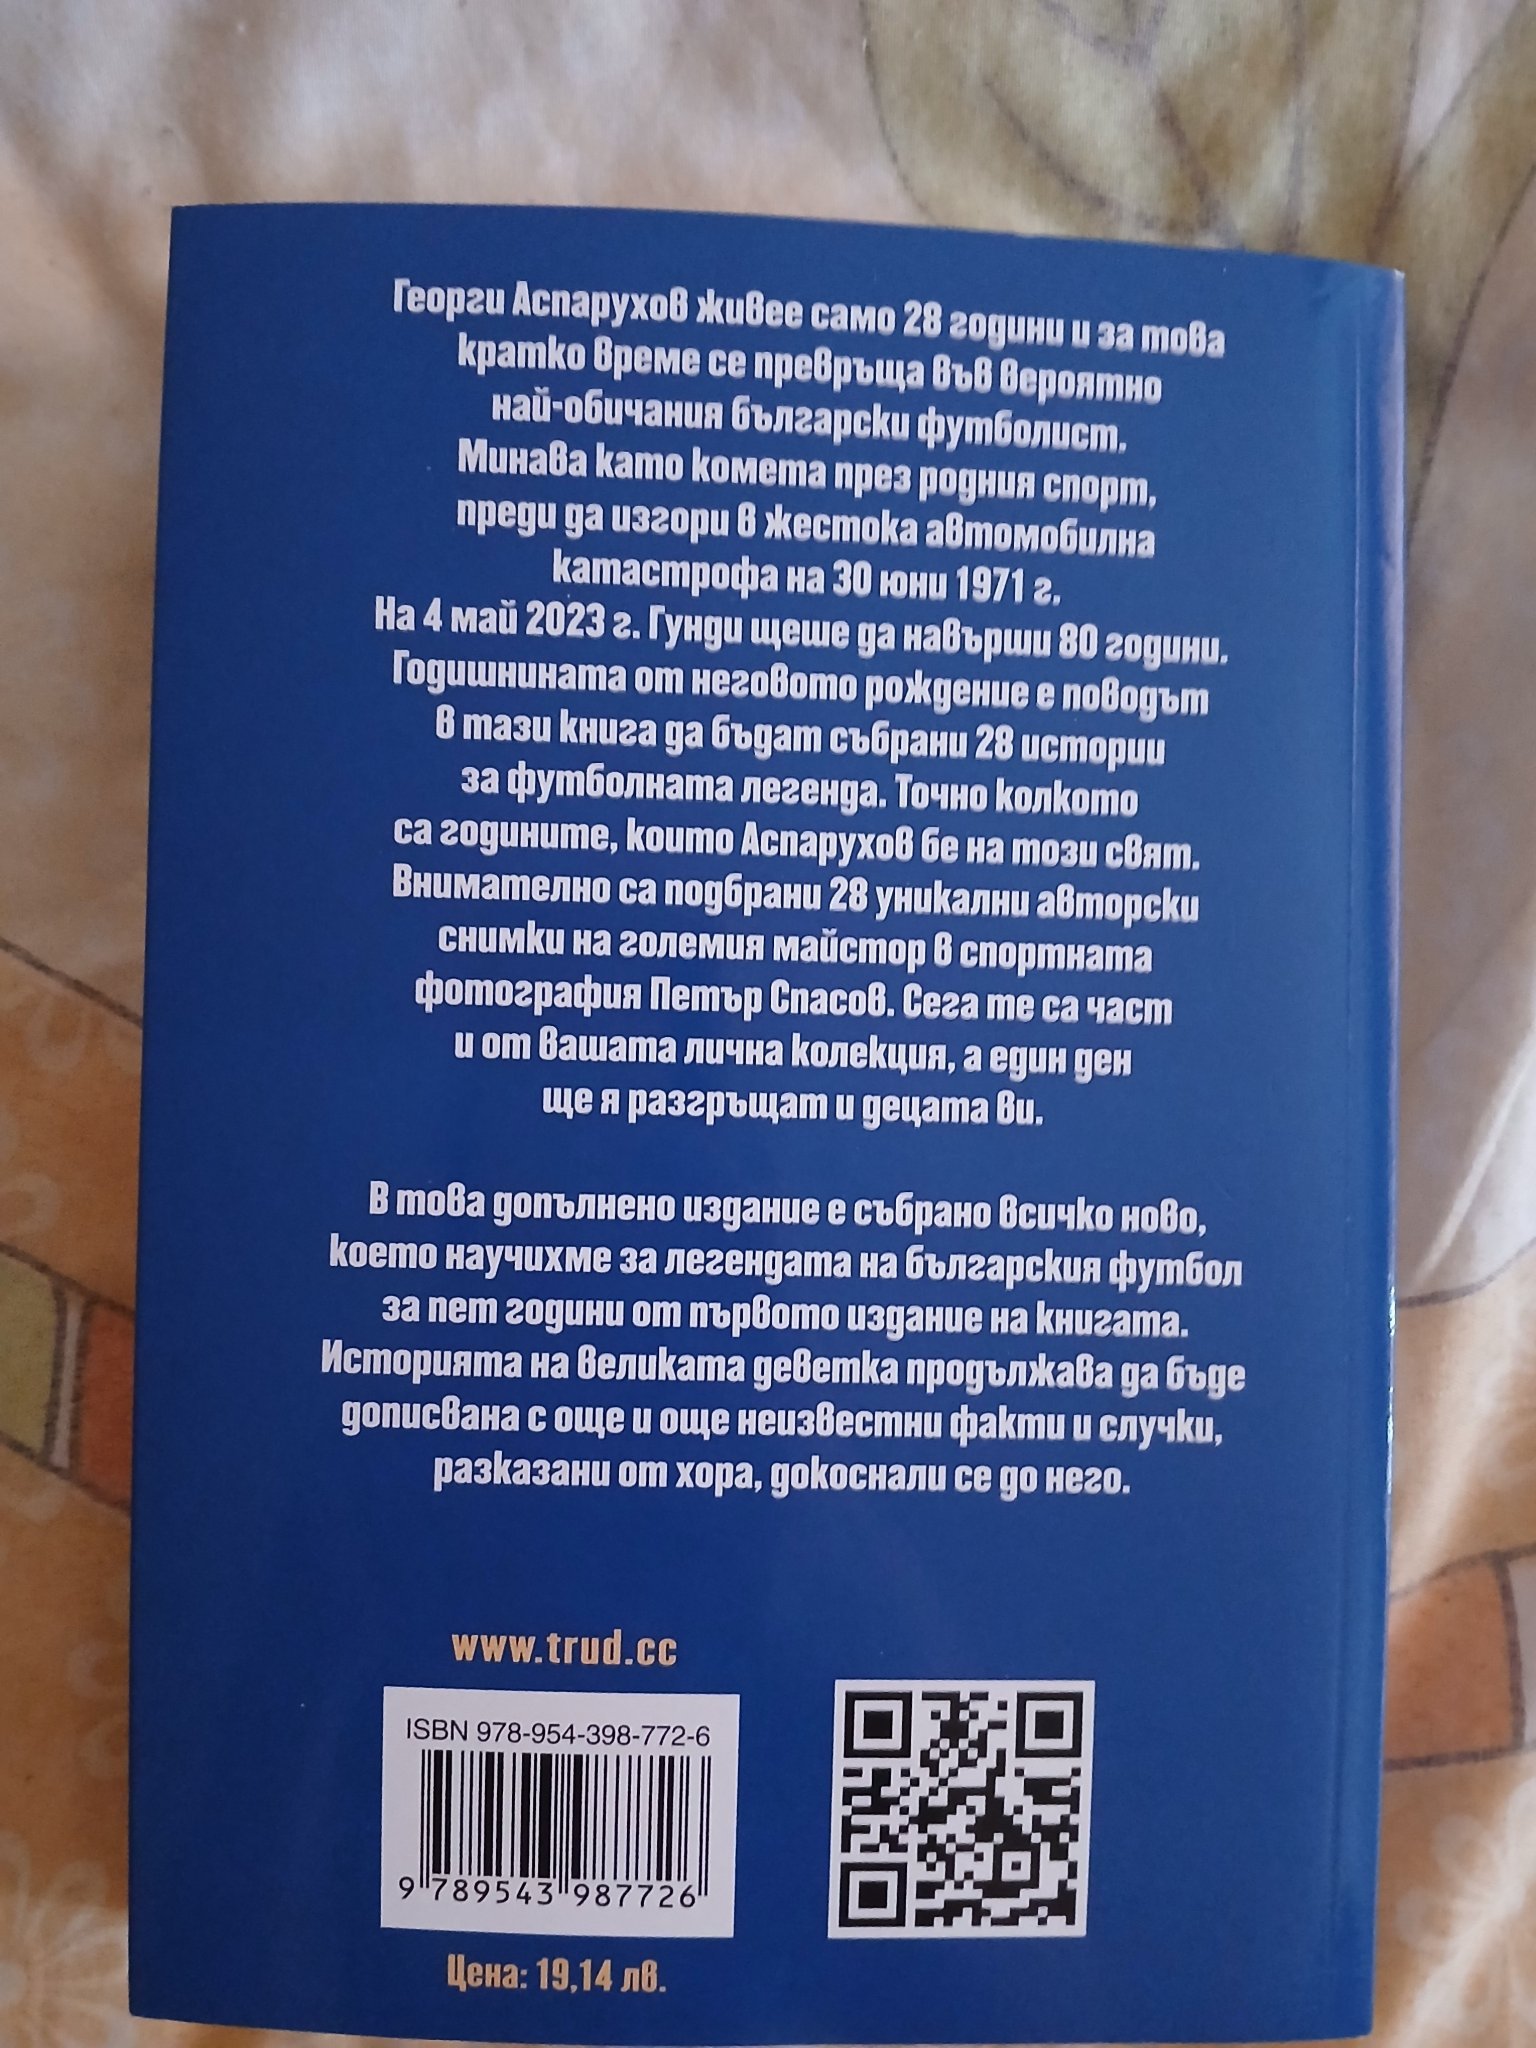 Георги Аспарухов живее само 28 години и за това
кратко време се превръща във вероятно
най-обичания български футболист.
Минава като комета през родния спорт,
преди да изгори в жестока автомобилна
катастрофа на 30 юни 1971 г.
На 4 май 2023 г. Гунди щеше да навърши 80 години.
Годишнината от неговото рождение е поводът
в тази книга да бъдат събрани 28 истории
за футболната легенда. Точно колкото
са годините, които Аспарухов бе на този свят.
Внимателно са подбрани 28 уникални авторски
снимки на големия майстор в спортната
фотография Петър Спасов. Сега те са част
и от вашата лична колекция, а един ден
ще я разгръщат и децата ви.
В това допълнено издание е събрано всичко ново,
което научихме за легендата на българския футбол
за пет години от първото издание на книгата.
Историята на великата деветка продължава да бъде
дописвана с още и още неизвестни факти и случки,
разказани от хора, докоснали се до него.
www.trud.cc
ISBN 978-954-398-772-6
9 789543 987726
Цена: 19,14 лв.